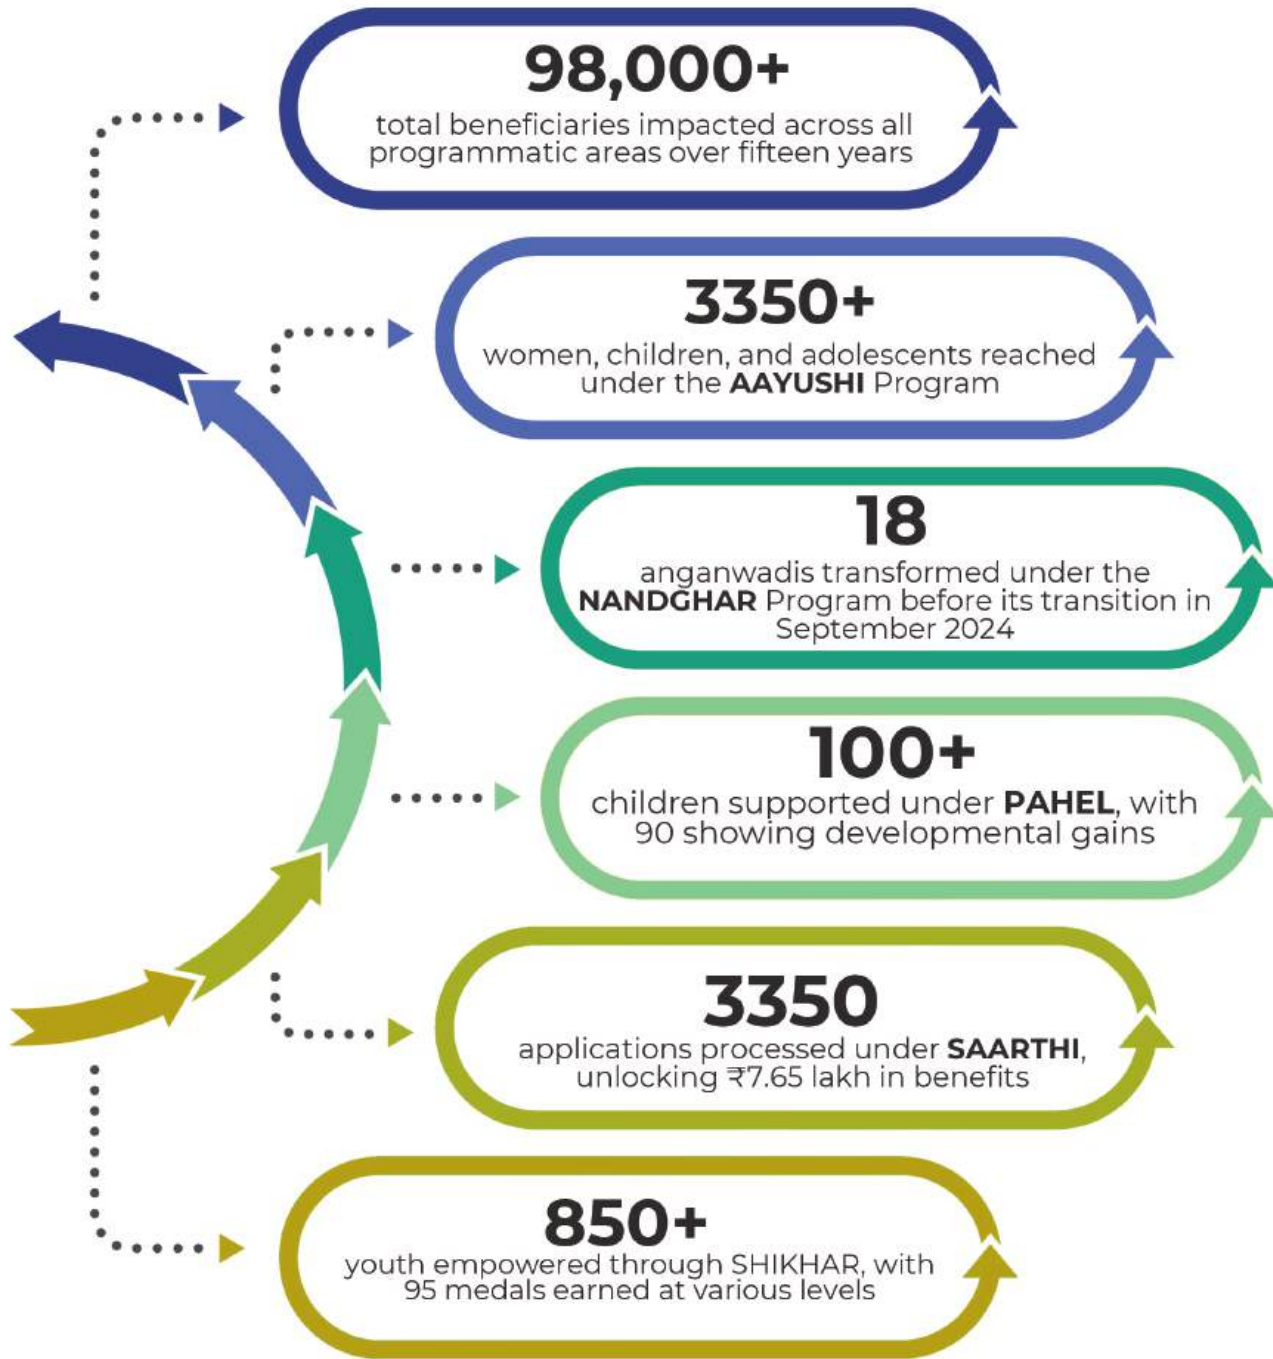 98,000+
total beneficiaries impacted across all
programmatic areas over fifteen years
3350+
women, children, and adolescents reached
under the AAYUSHI Program
18
anganwadis transformed under the
NANDGHAR Program before its transition in
September 2024
100+
children supported under PAHEL, with
90 showing developmental gains
3350
applications processed under SAARTHI,
unlocking ₹7.65 lakh in benefits
850+
youth empowered through SHIKHAR, with
95 medals earned at various levels